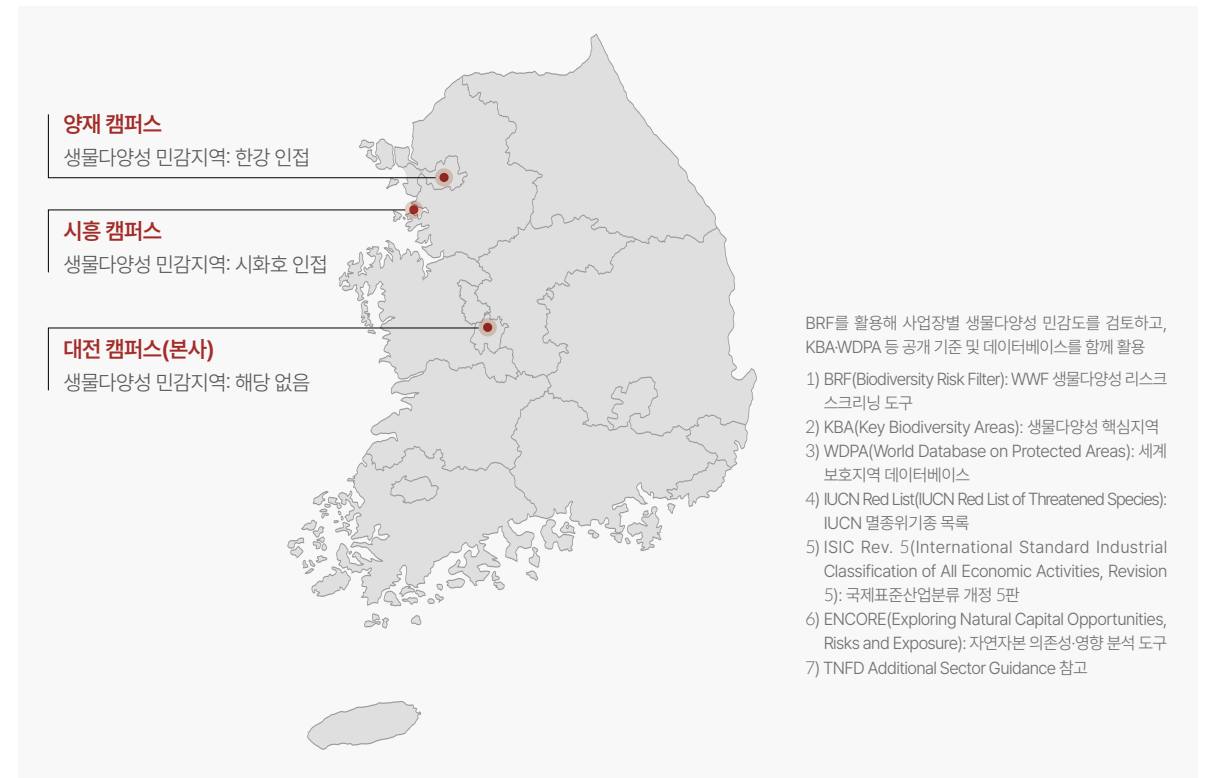 양재 캠퍼스
생물다양성 민감지역: 한강 인접
시흥 캠퍼스
생물다양성 민감지역: 시화호 인접
대전 캠퍼스(본사)
생물다양성 민감지역: 해당 없음
BRF를 활용해 사업장별 생물다양성 민감도를 검토하고,
KBA·WDPA 등 공개 기준 및 데이터베이스를 함께 활용
1) BRF(Biodiversity Risk Filter): WWF 생물다양성 리스크
스크리닝 도구
2) KBA(Key Biodiversity Areas): 생물다양성 핵심지역
3) WDPA(World Database on Protected Areas): 세계
보호지역 데이터베이스
4) IUCN Red List(IUCN Red List of Threatened Species):
IUCN 멸종위기종 목록
5) ISIC Rev. 5(International Standard Industrial
Classification of All Economic Activities, Revision
5): 국제표준산업분류 개정 5판
6) ENCORE(Exploring Natural Capital Opportunities,
Risks and Exposure): 자연자본 의존성·영향 분석 도구
7) TNFD Additional Sector Guidance 참고